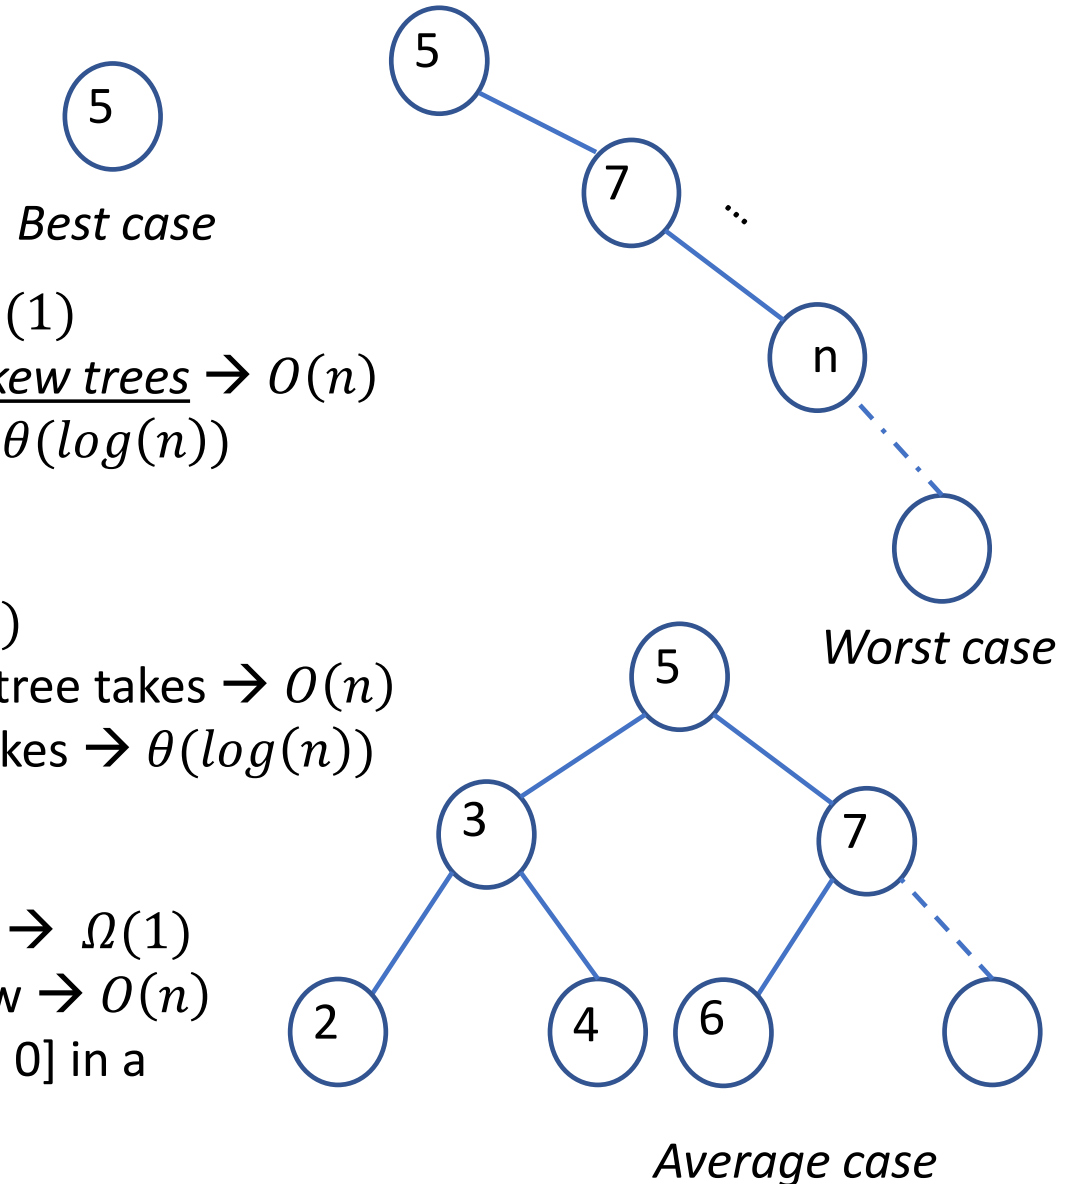 5
5
Best case
7
...
(1)
kew trees → O(n)
θ(log(n))
n
)
Worst case
tree takes → O(n)
kes → θ(log(n))
5
3
7
→ Ω(1)
w → O(n)
0] in a
2
4
6
Average case